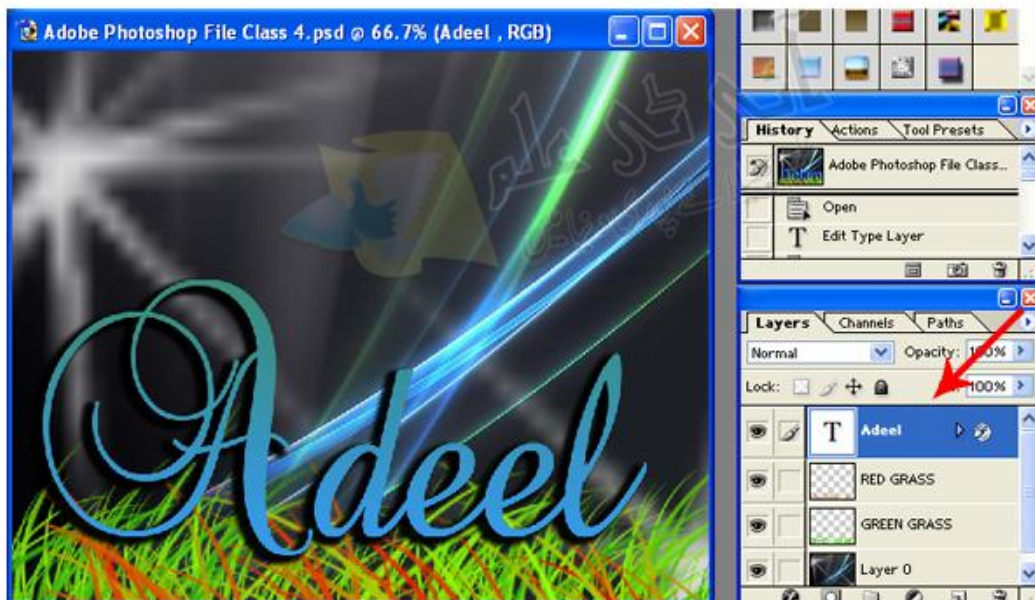 Adobe Photoshop File Class 4.psd @ 66.7% (Adeel , RGB)
Adeel
History Actions Tool Presets
Adobe Photoshop File Class...
Open
Edit Type Layer
Layers Channels Paths
Normal Opacity: 100%
Lock: 100%
T Adeel
RED GRASS
GREEN GRASS
Layer 0